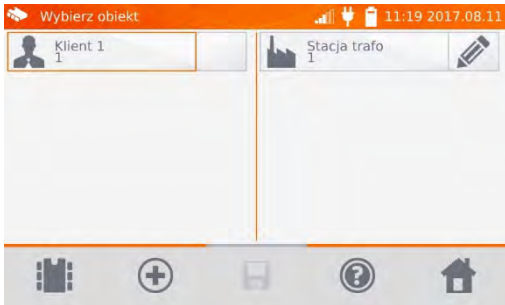 Wybierz obiekt
11:19 2017.08.11
Klient 1
1
Stacja trafo
1